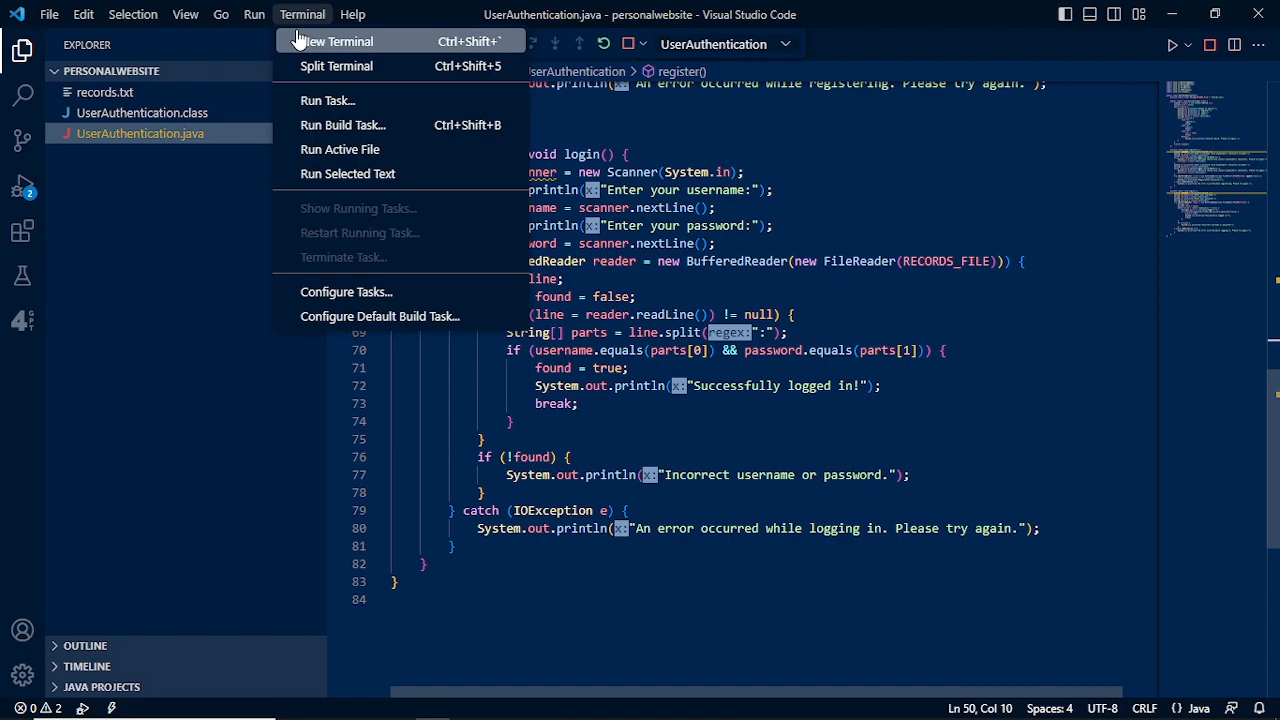 File Edit Selection View Go Run Terminal Help UserAuthentication.java - personalwebsite - Visual Studio Code
EXPLORER
PERSONALWEBSITE
records.txt
UserAuthentication.class
UserAuthentication.java
OUTLINE
TIMELINE
JAVA PROJECTS
2
4
GPT
New Terminal Ctrl+Shift+`
Split Terminal Ctrl+Shift+5
Run Task...
Run Build Task... Ctrl+Shift+B
Run Active File
Run Selected Text
Show Running Tasks...
Restart Running Task...
Terminate Task...
Configure Tasks...
Configure Default Build Task...
UserAuthentication
serAuthentication > register()
out.println(x:"An error occurred while registering. Please try again.");
void login() {
nner = new Scanner(System.in);
println(x:"Enter your username:");
name = scanner.nextLine();
println(x:"Enter your password:");
word = scanner.nextLine();
edReader reader = new BufferedReader(new FileReader(RECORDS_FILE))) {
line;
found = false;
(line = reader.readLine()) != null) {
69 String[] parts = line.split(regex:":");
70 if (username.equals(parts[0]) && password.equals(parts[1])) {
71 found = true;
72 System.out.println(x:"Successfully logged in!");
73 break;
74 }
75 }
76 if (!found) {
77 System.out.println(x:"Incorrect username or password.");
78 }
79 } catch (IOException e) {
80 System.out.println(x:"An error occurred while logging in. Please try again.");
81 }
82 }
83 }
84
0 2 Ln 50, Col 10 Spaces: 4 UTF-8 CRLF {} Java